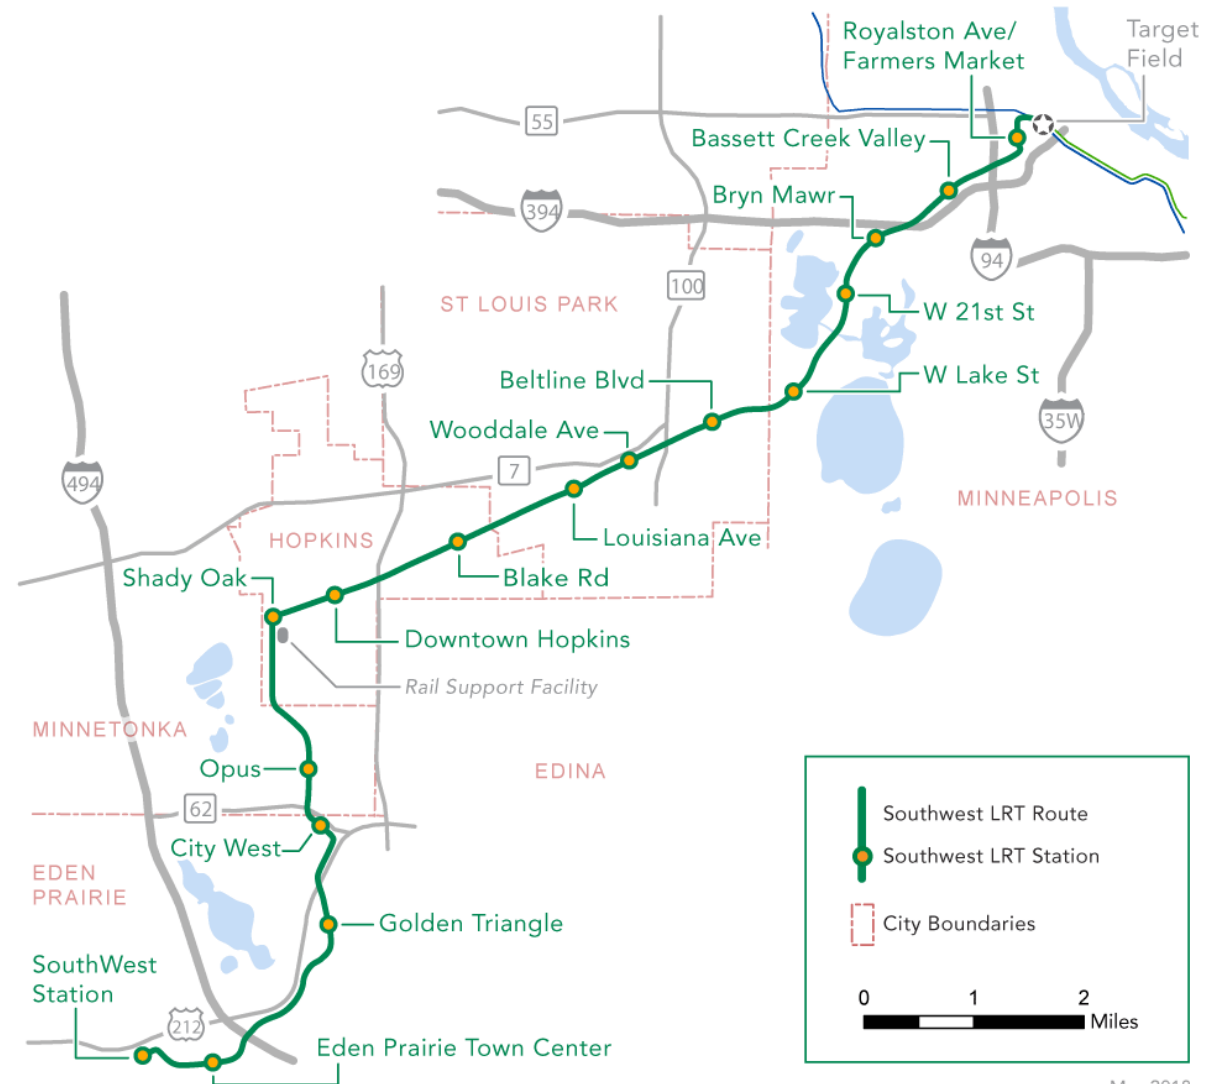 Royalston Ave/
Farmers Market
Target
Field
55
Bassett Creek Valley
Bryn Mawr
394
94
100
ST LOUIS PARK
W 21st St
169
Beltline Blvd
W Lake St
Wooddale Ave
35W
7
494
MINNEAPOLIS
HOPKINS
Louisiana Ave
Shady Oak
Blake Rd
Downtown Hopkins
Rail Support Facility
MINNETONKA
Opus
EDINA
62
City West
EDEN
PRAIRIE
Golden Triangle
SouthWest
Station
212
Eden Prairie Town Center
Southwest LRT Route
Southwest LRT Station
City Boundaries
0 1 2
Miles